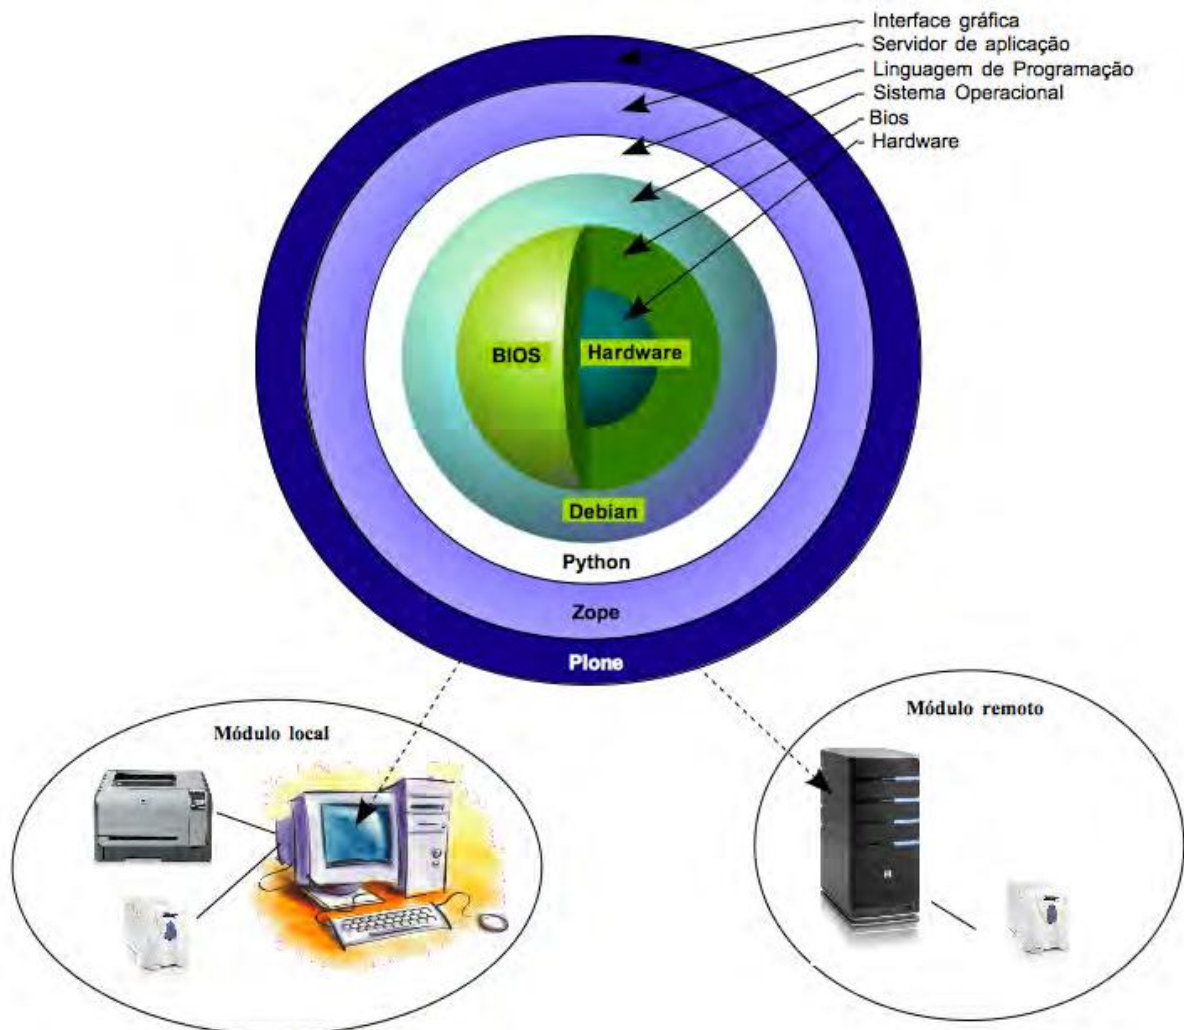 Interface gráfica
Servidor de aplicação
Linguagem de Programação
Sistema Operacional
Bios
Hardware
BIOS
Hardware
Debian
Python
Zope
Plone
Módulo local
Módulo remoto